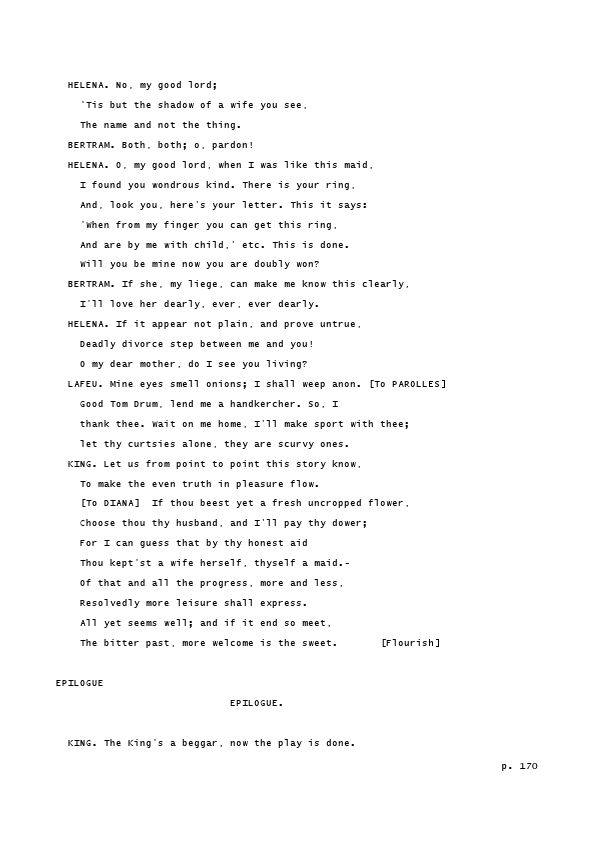 HELENA. No, my good lord;
'Tis but the shadow of a wife you see,
The name and not the thing.
BERTRAM. Both, both; o, pardon!
HELENA. O, my good lord, when I was like this maid,
I found you wondrous kind. There is your ring,
And, look you, here's your letter. This it says:
'When from my finger you can get this ring,
And are by me with child,' etc. This is done.
Will you be mine now you are doubly won?
BERTRAM. If she, my liege, can make me know this clearly,
I'll love her dearly, ever, ever dearly.
HELENA. If it appear not plain, and prove untrue,
Deadly divorce step between me and you!
O my dear mother, do I see you living?
LAFEU. Mine eyes smell onions; I shall weep anon. [To PAROLLES]
Good Tom Drum, lend me a handkercher. So, I
thank thee. Wait on me home, I'll make sport with thee;
let thy curtsies alone, they are scurvy ones.
KING. Let us from point to point this story know,
To make the even truth in pleasure flow.
[To DIANA]  If thou beest yet a fresh uncropped flower,
Choose thou thy husband, and I'll pay thy dower;
For I can guess that by thy honest aid
Thou kept'st a wife herself, thyself a maid.-
Of that and all the progress, more and less,
Resolvedly more leisure shall express.
All yet seems well; and if it end so meet,
The bitter past, more welcome is the sweet.       [Flourish]
EPILOGUE
EPILOGUE.
KING. The King's a beggar, now the play is done.
p. 170